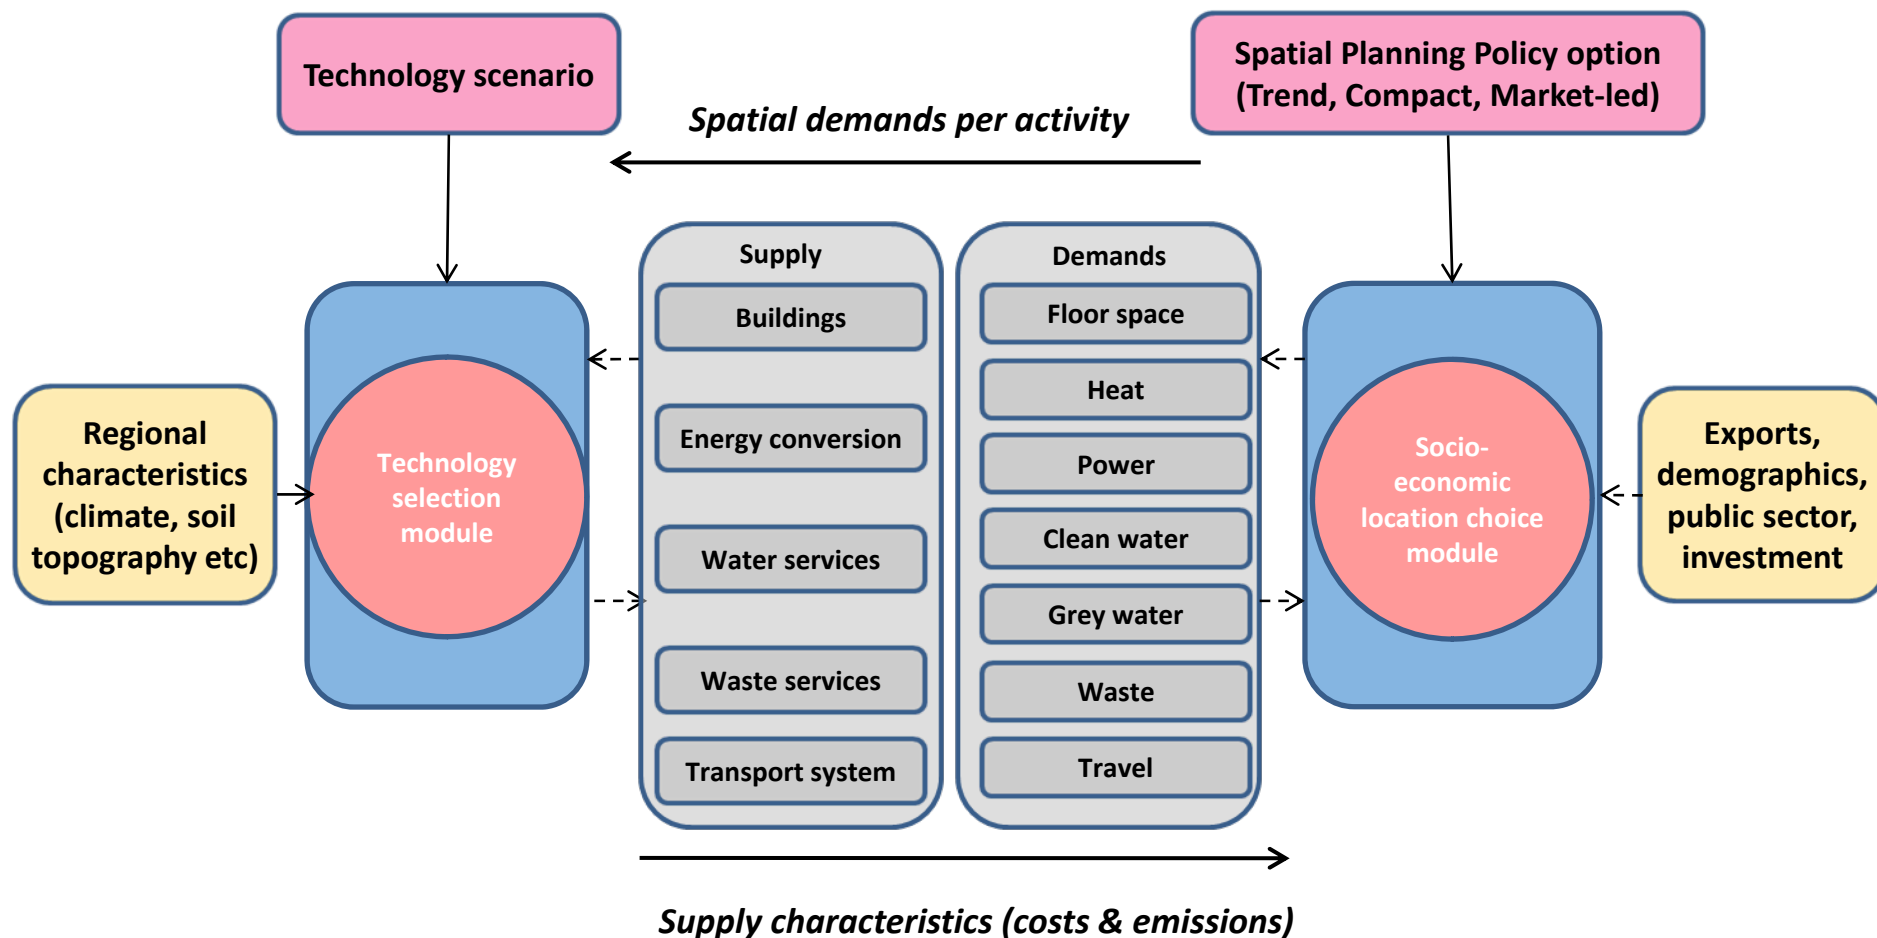 Technology scenario
Spatial Planning Policy option
(Trend, Compact, Market-led)
Spatial demands per activity
Supply
Buildings
Energy conversion
Water services
Waste services
Transport system
Demands
Floor space
Heat
Power
Clean water
Grey water
Waste
Travel
Regional
characteristics
(climate, soil
topography etc)
Technology
selection
module
Socio-
economic
location choice
module
Exports,
demographics,
public sector,
investment
Supply characteristics (costs & emissions)